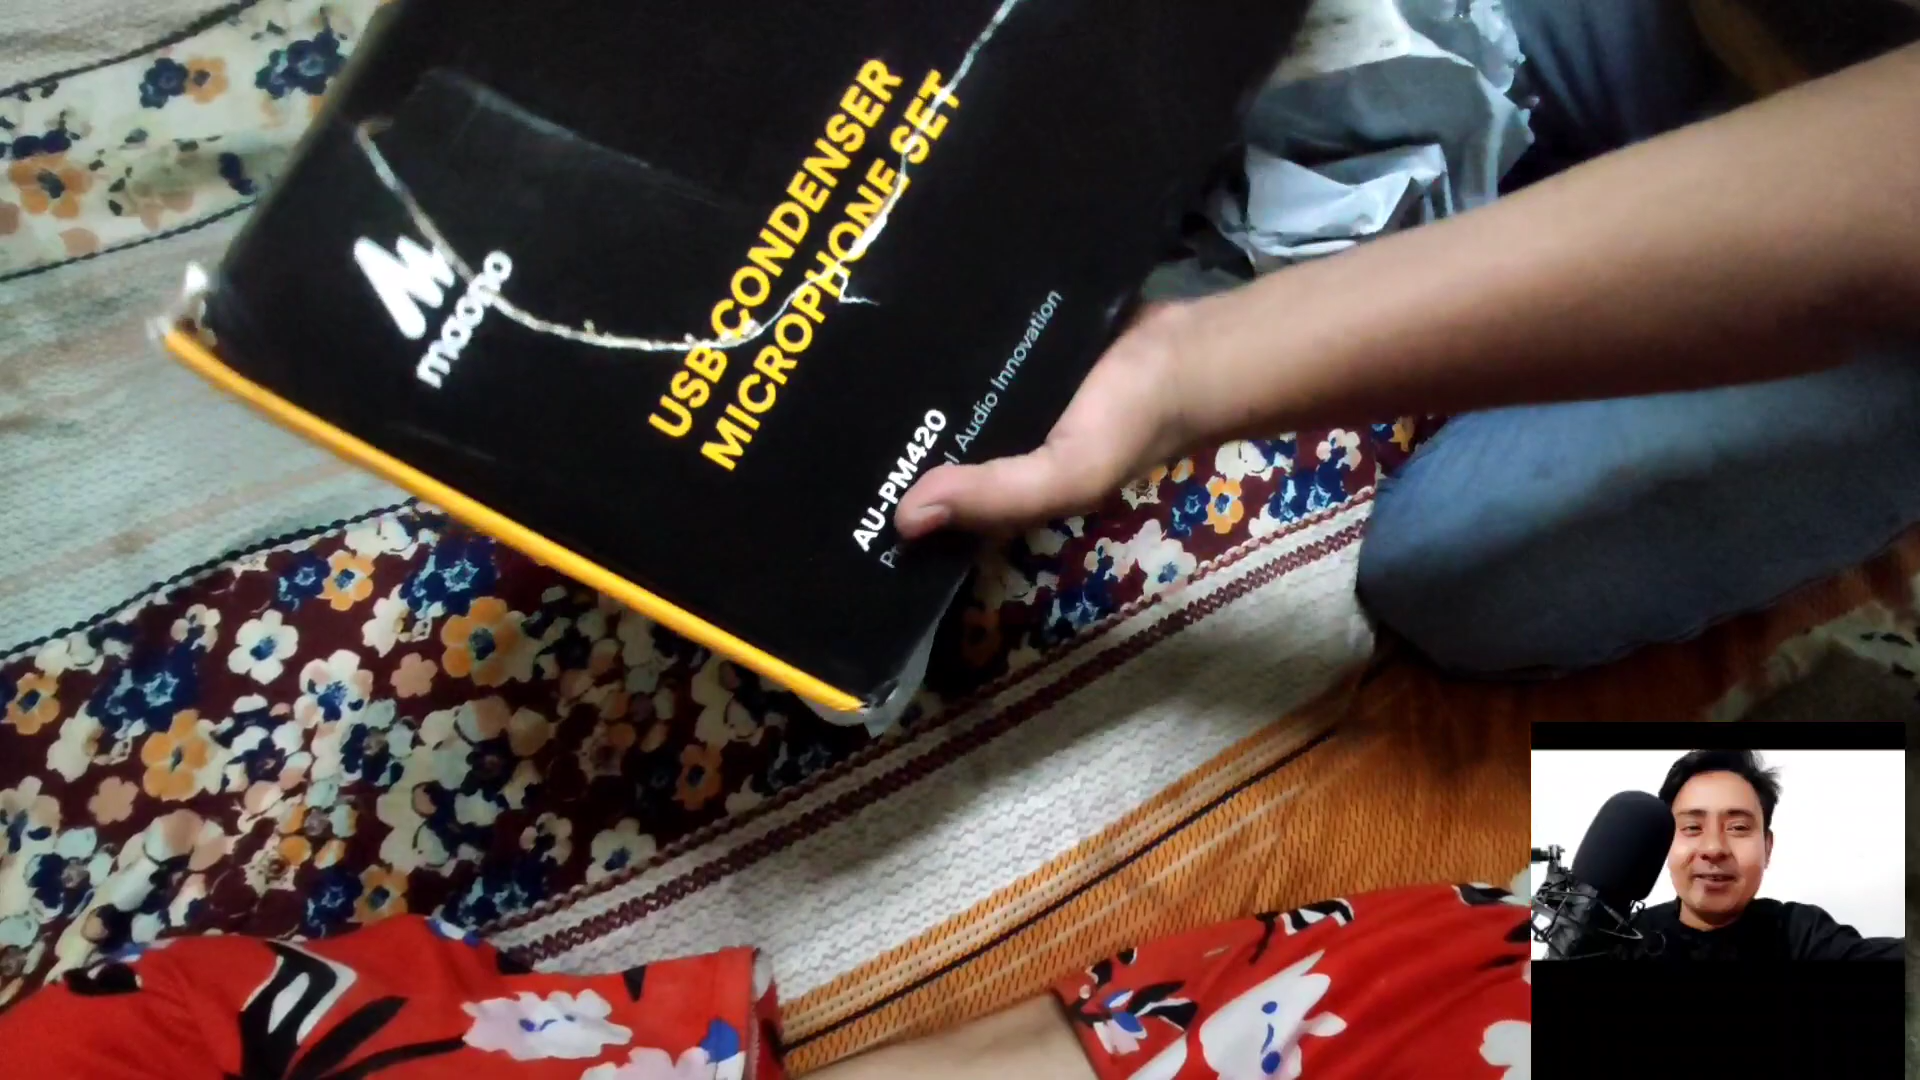 maono
USB CONDENSER
MICROPHONE SET
AU-PM420
Audio Innovation